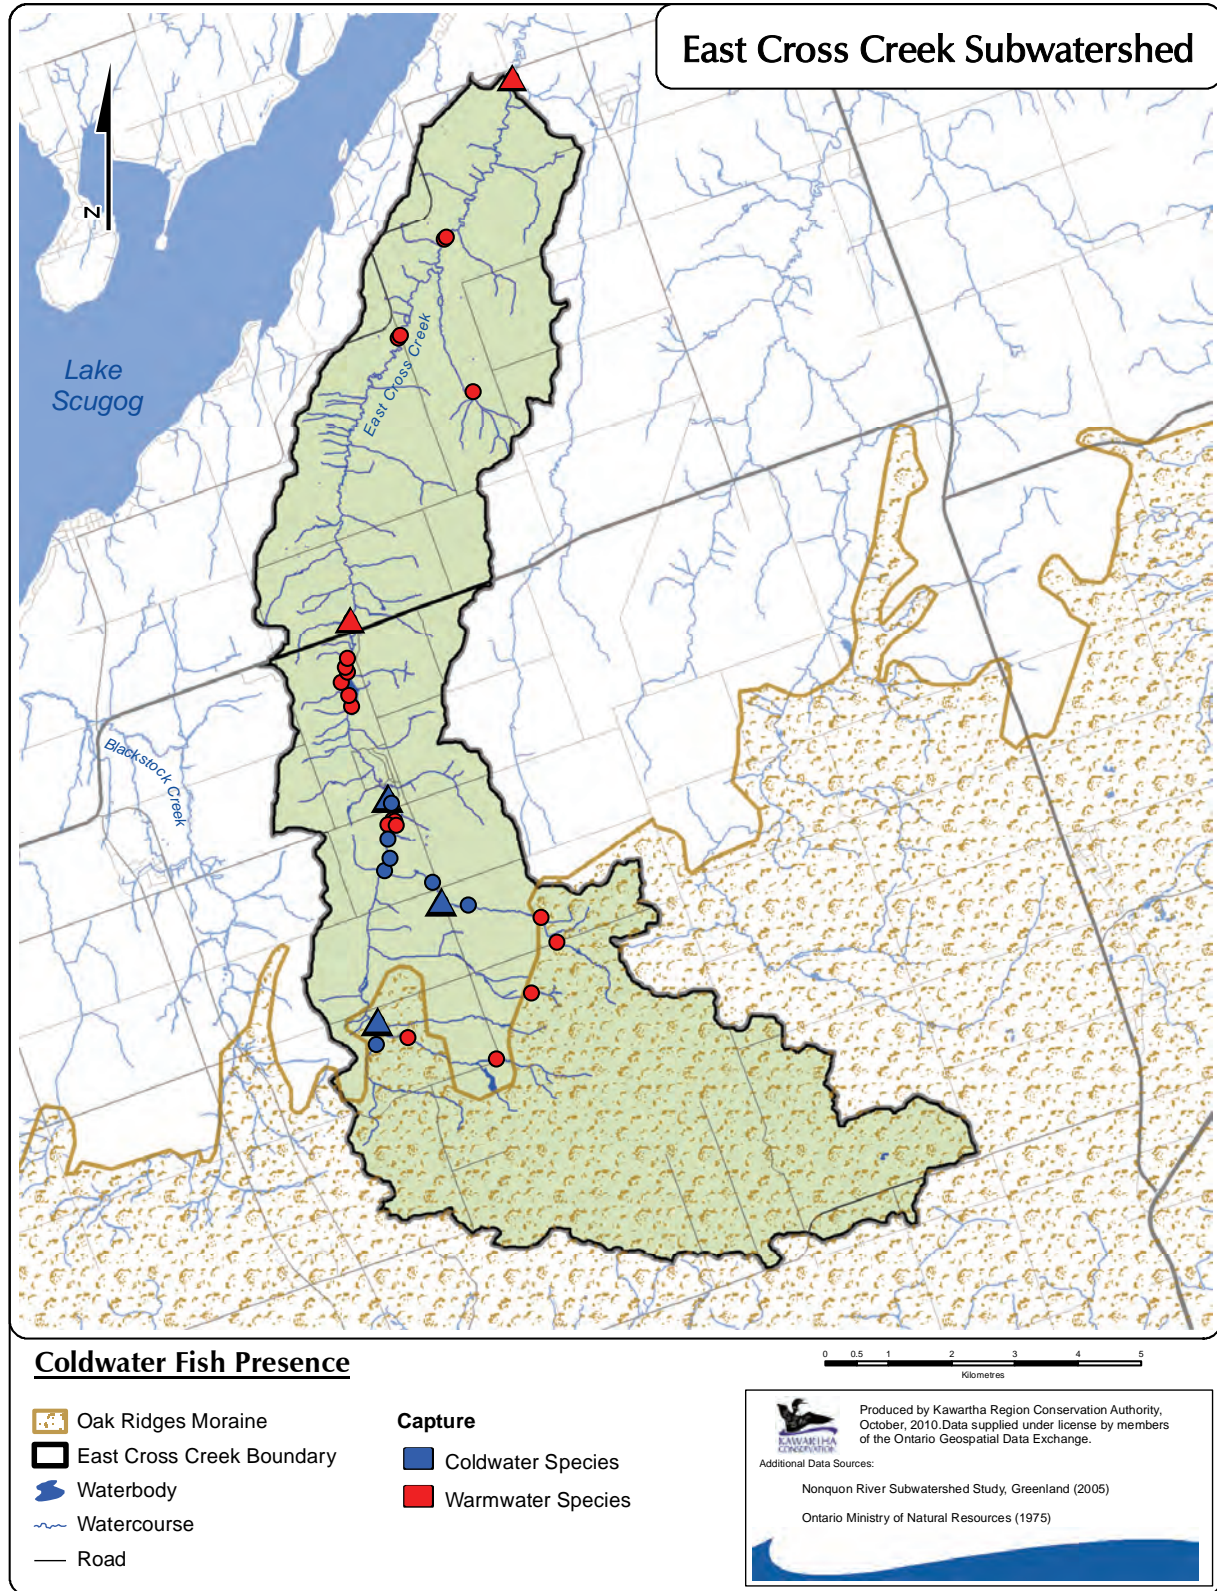 East Cross Creek Subwatershed
N
Lake
Scugog
East Cross Creek
Blackstock Creek
Coldwater Fish Presence
Oak Ridges Moraine
East Cross Creek Boundary
Waterbody
Watercourse
Road
Capture
Coldwater Species
Warmwater Species
0 0.5 1 2 3 4 5
Kilometres
KAWARTHA
CONSERVATION
Produced by Kawartha Region Conservation Authority,
October, 2010.Data supplied under license by members
of the Ontario Geospatial Data Exchange.
Additional Data Sources:
Nonquon River Subwatershed Study, Greenland (2005)
Ontario Ministry of Natural Resources (1975)